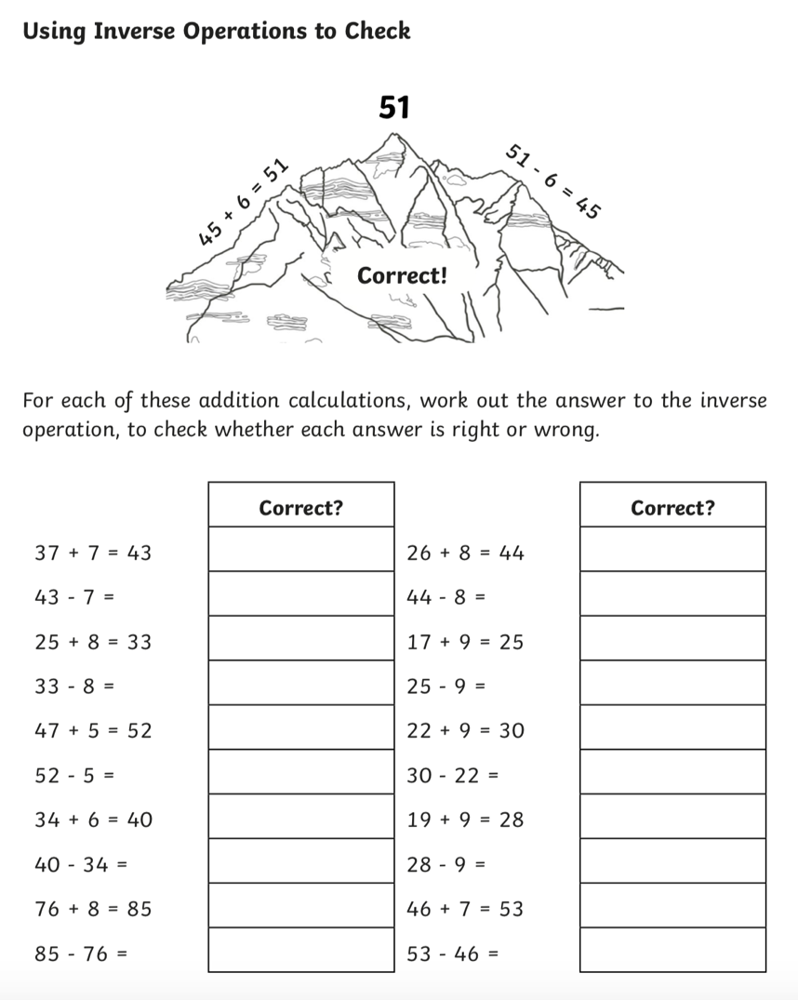 Using Inverse Operations to Check
51
45 + 6 = 51
51 - 6 = 45
Correct!
For each of these addition calculations, work out the answer to the inverse
operation, to check whether each answer is right or wrong.
Correct?
37 + 7 = 43
43 - 7 =
25 + 8 = 33
33 - 8 =
47 + 5 = 52
52 - 5 =
34 + 6 = 40
40 - 34 =
76 + 8 = 85
85 - 76 =
Correct?
26 + 8 = 44
44 - 8 =
17 + 9 = 25
25 - 9 =
22 + 9 = 30
30 - 22 =
19 + 9 = 28
28 - 9 =
46 + 7 = 53
53 - 46 =